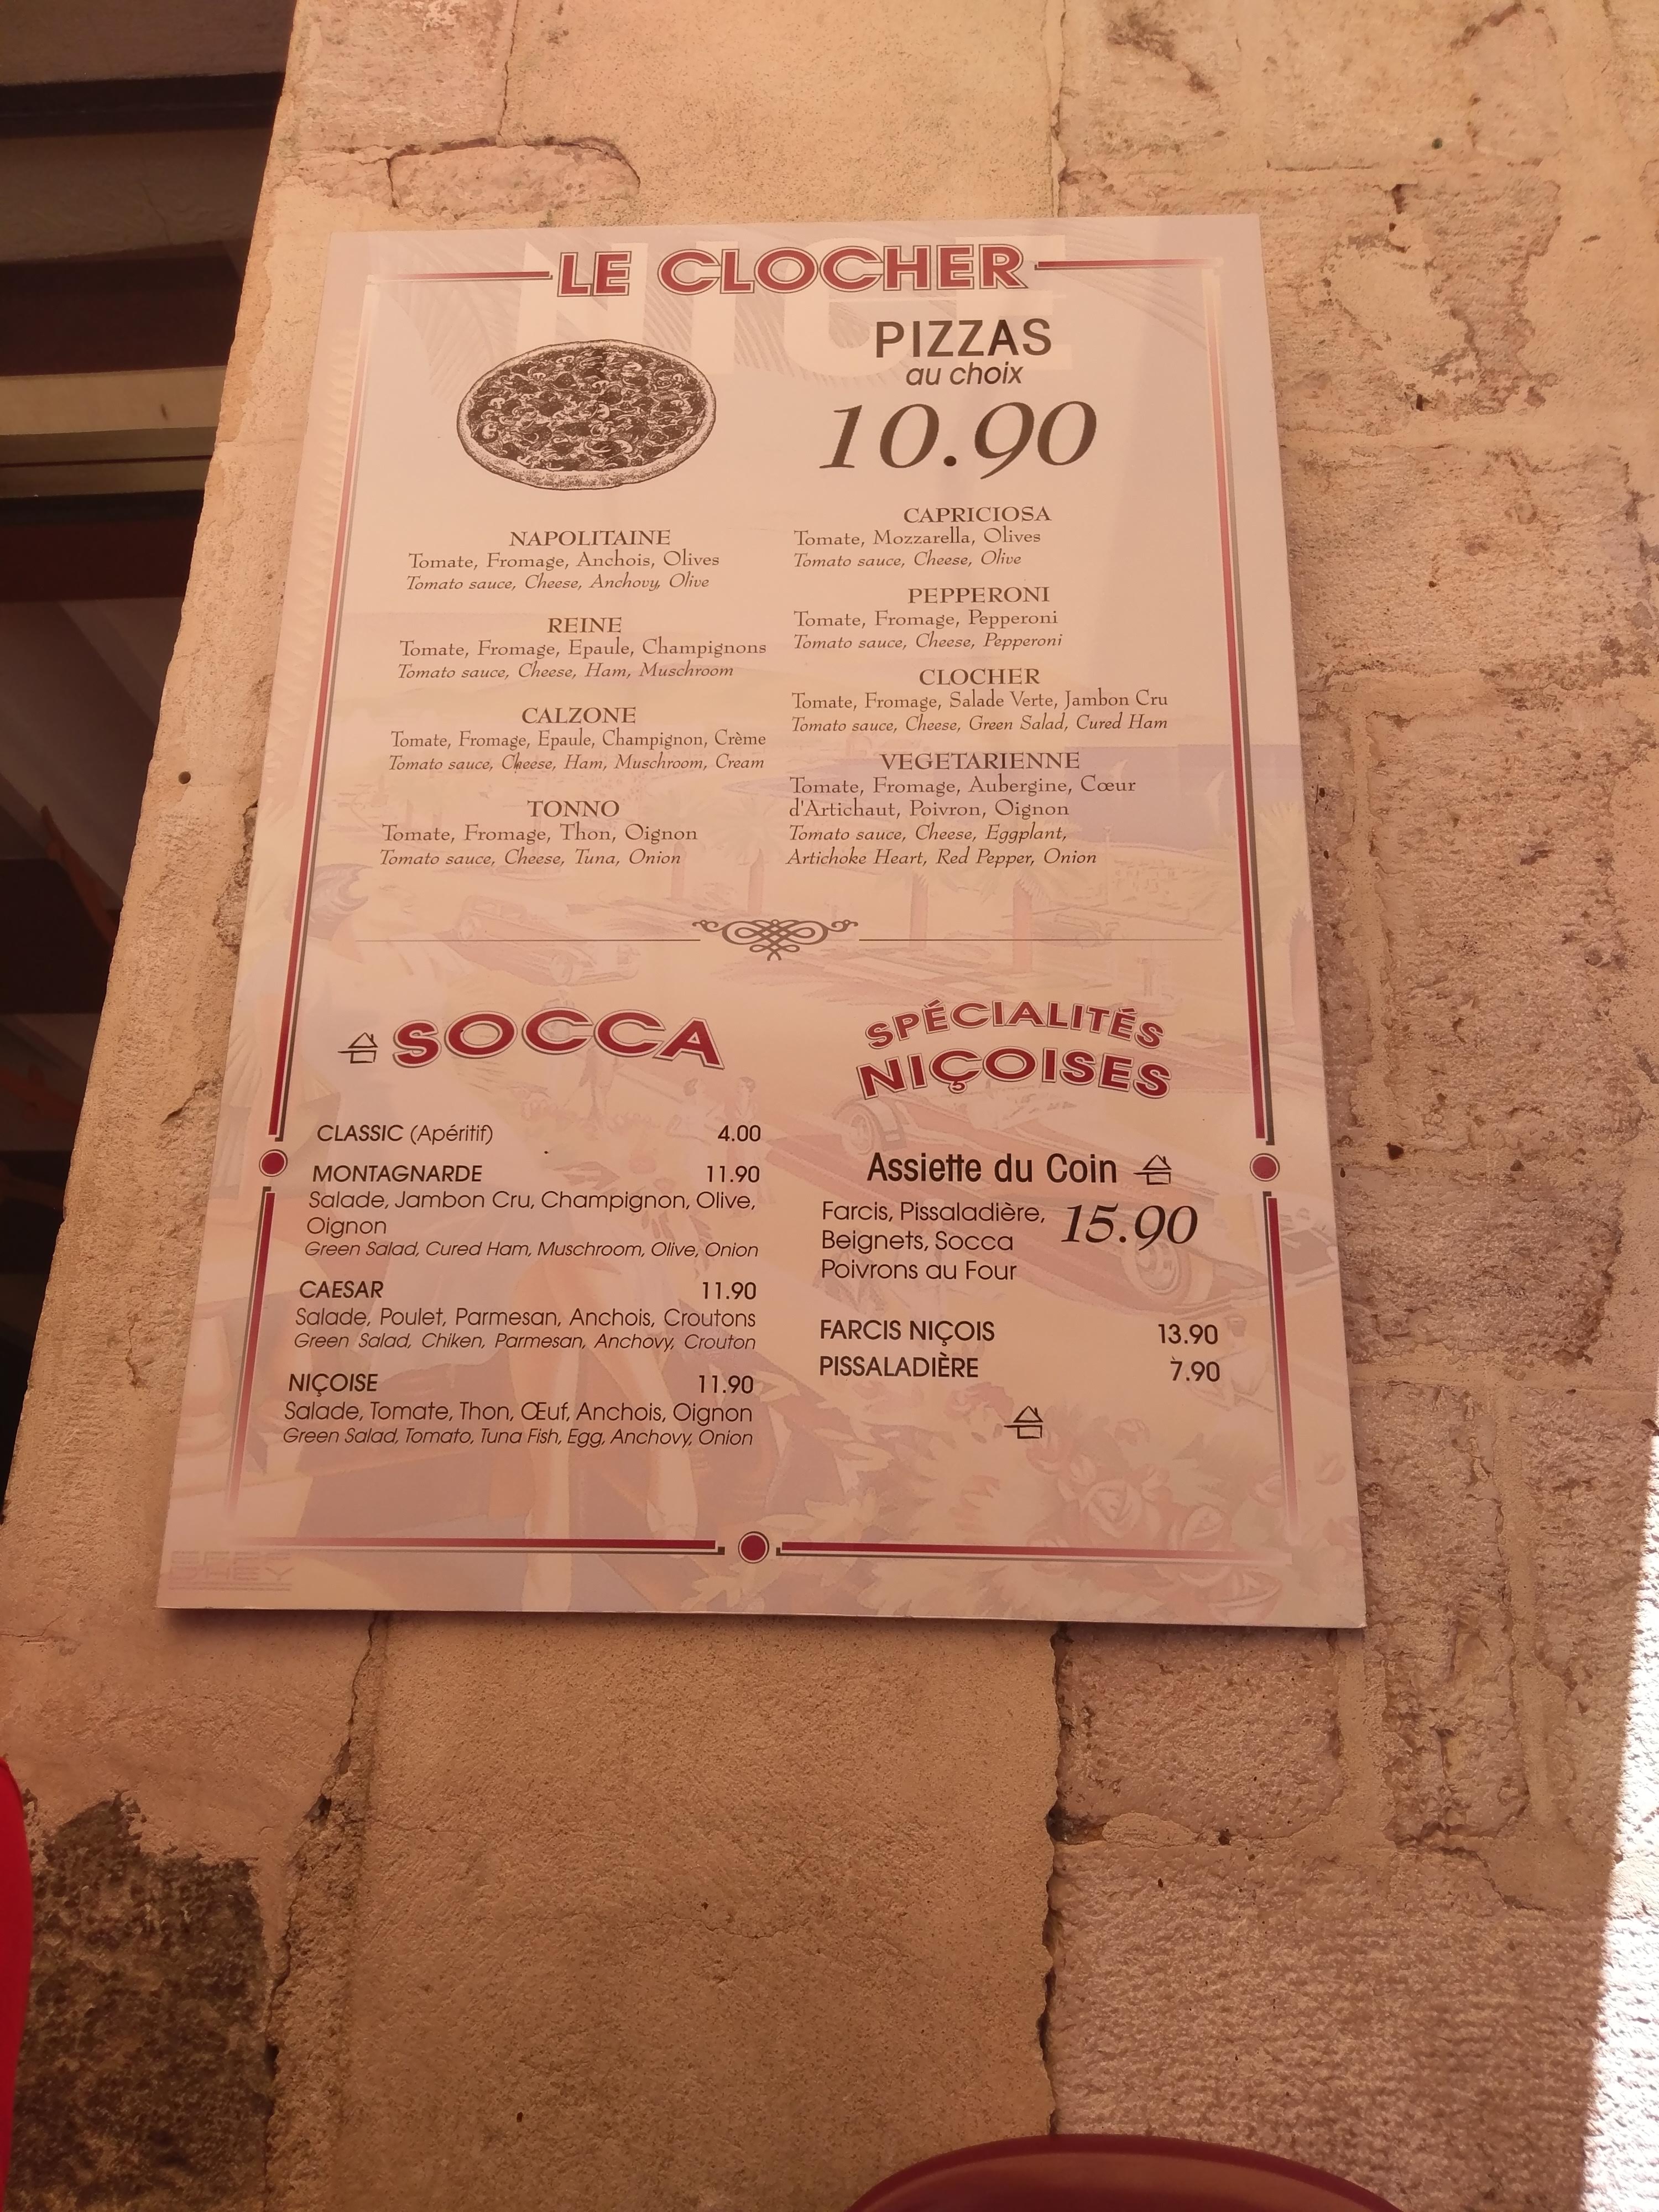 NICE
LE CLOCHER
PIZZAS
au choix
10.90
NAPOLITAINE
Tomate, Fromage, Anchois, Olives
Tomato sauce, Cheese, Anchovy, Olive
REINE
Tomate, Fromage, Epaule, Champignons
Tomato sauce, Cheese, Ham, Muschroom
CALZONE
Tomate, Fromage, Epaule, Champignon, Crème
Tomato sauce, Cheese, Ham, Muschroom, Cream
TONNO
Tomate, Fromage, Thon, Oignon
Tomato sauce, Cheese, Tuna, Onion
CAPRICIOSA
Tomate, Mozzarella, Olives
Tomato sauce, Cheese, Olive
PEPPERONI
Tomate, Fromage, Pepperoni
Tomato sauce, Cheese, Pepperoni
CLOCHER
Tomate, Fromage, Salade Verte, Jambon Cru
Tomato sauce, Cheese, Green Salad, Cured Ham
VEGETARIENNE
Tomate, Fromage, Aubergine, Cœur
d'Artichaut, Poivron, Oignon
Tomato sauce, Cheese, Eggplant,
Artichoke Heart, Red Pepper, Onion
SOCCA
CLASSIC (Apéritif) 4.00
MONTAGNARDE 11.90
Salade, Jambon Cru, Champignon, Olive,
Oignon
Green Salad, Cured Ham, Muschroom, Olive, Onion
CAESAR 11.90
Salade, Poulet, Parmesan, Anchois, Croutons
Green Salad, Chiken, Parmesan, Anchovy, Crouton
NIÇOISE 11.90
Salade, Tomate, Thon, Œuf, Anchois, Oignon
Green Salad, Tomato, Tuna Fish, Egg, Anchovy, Onion
SPÉCIALITÉS
NIÇOISES
Assiette du Coin
Farcis, Pissaladière, 15.90
Beignets, Socca
Poivrons au Four
FARCIS NIÇOIS 13.90
PISSALADIÈRE 7.90